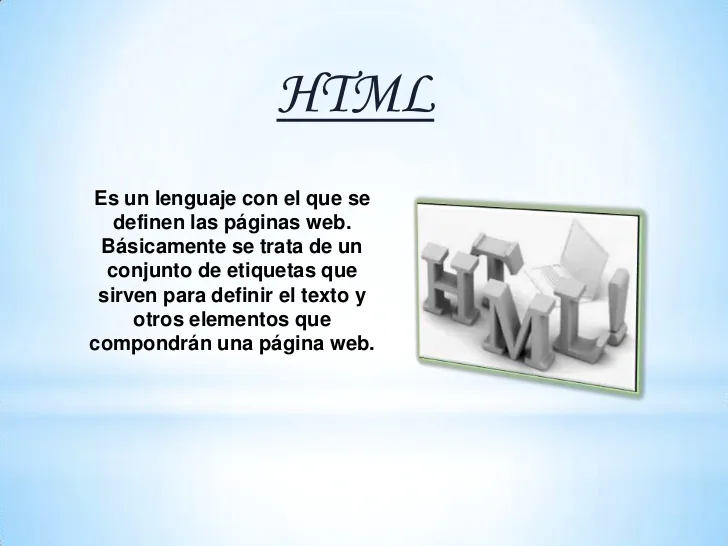 HTML
Es un lenguaje con el que se
definen las páginas web.
Básicamente se trata de un
conjunto de etiquetas que
sirven para definir el texto y
otros elementos que
compondrán una página web.
HTML!